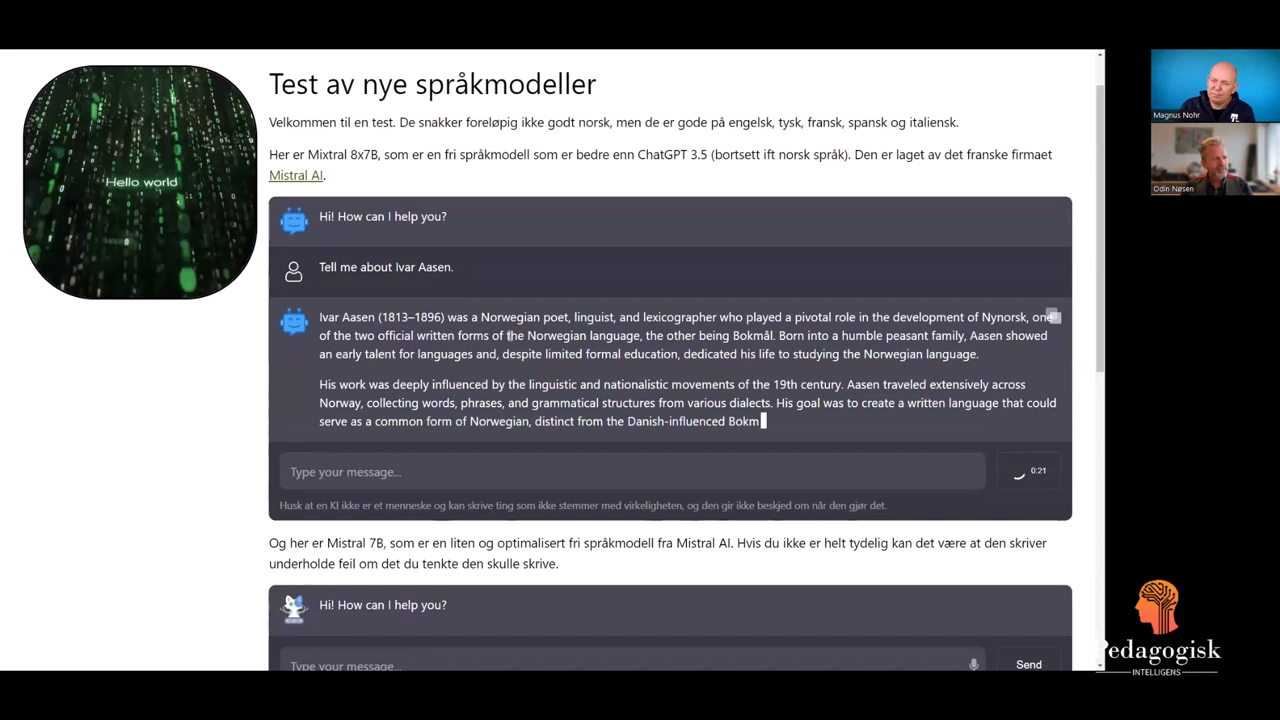 Test av nye språkmodeller
Velkommen til en test. De snakker foreløpig ikke godt norsk, men de er gode på engelsk, tysk, fransk, spansk og italiensk.
Her er Mixtral 8x7B, som er en fri språkmodell som er bedre enn ChatGPT 3.5 (bortsett ift norsk språk). Den er laget av det franske firmaet
Mistral AI.
Hello world
Hi! How can I help you?
Tell me about Ivar Aasen.
Ivar Aasen (1813–1896) was a Norwegian poet, linguist, and lexicographer who played a pivotal role in the development of Nynorsk, one
of the two official written forms of the Norwegian language, the other being Bokmål. Born into a humble peasant family, Aasen showed
an early talent for languages and, despite limited formal education, dedicated his life to studying the Norwegian language.
His work was deeply influenced by the linguistic and nationalistic movements of the 19th century. Aasen traveled extensively across
Norway, collecting words, phrases, and grammatical structures from various dialects. His goal was to create a written language that could
serve as a common form of Norwegian, distinct from the Danish-influenced Bokm
Type your message...
0:21
Husk at en KI ikke er et menneske og kan skrive ting som ikke stemmer med virkeligheten, og den gir ikke beskjed om når den gjør det.
Og her er Mistral 7B, som er en liten og optimalisert fri språkmodell fra Mistral AI. Hvis du ikke er helt tydelig kan det være at den skriver
underholde feil om det du tenkte den skulle skrive.
Hi! How can I help you?
Type your message...
Send
Magnus Nohr
Odin Nøsen
Pedagogisk
INTELLIGENS